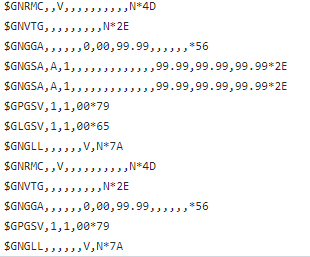 $GNRMC,,V,,,,,,,,,,N*4D
$GNVTG,,,,,,,,,N*2E
$GNGGA,,,,,,0,00,99.99,,,,,,*56
$GNGSA,A,1,,,,,,,,,,,,,99.99,99.99,99.99*2E
$GNGSA,A,1,,,,,,,,,,,,,99.99,99.99,99.99*2E
$GPGSV,1,1,00*79
$GLGSV,1,1,00*65
$GNGLL,,,,,,V,N*7A
$GNRMC,,V,,,,,,,,,,N*4D
$GNVTG,,,,,,,,,N*2E
$GNGGA,,,,,,0,00,99.99,,,,,,*56
$GPGSV,1,1,00*79
$GNGLL,,,,,,V,N*7A